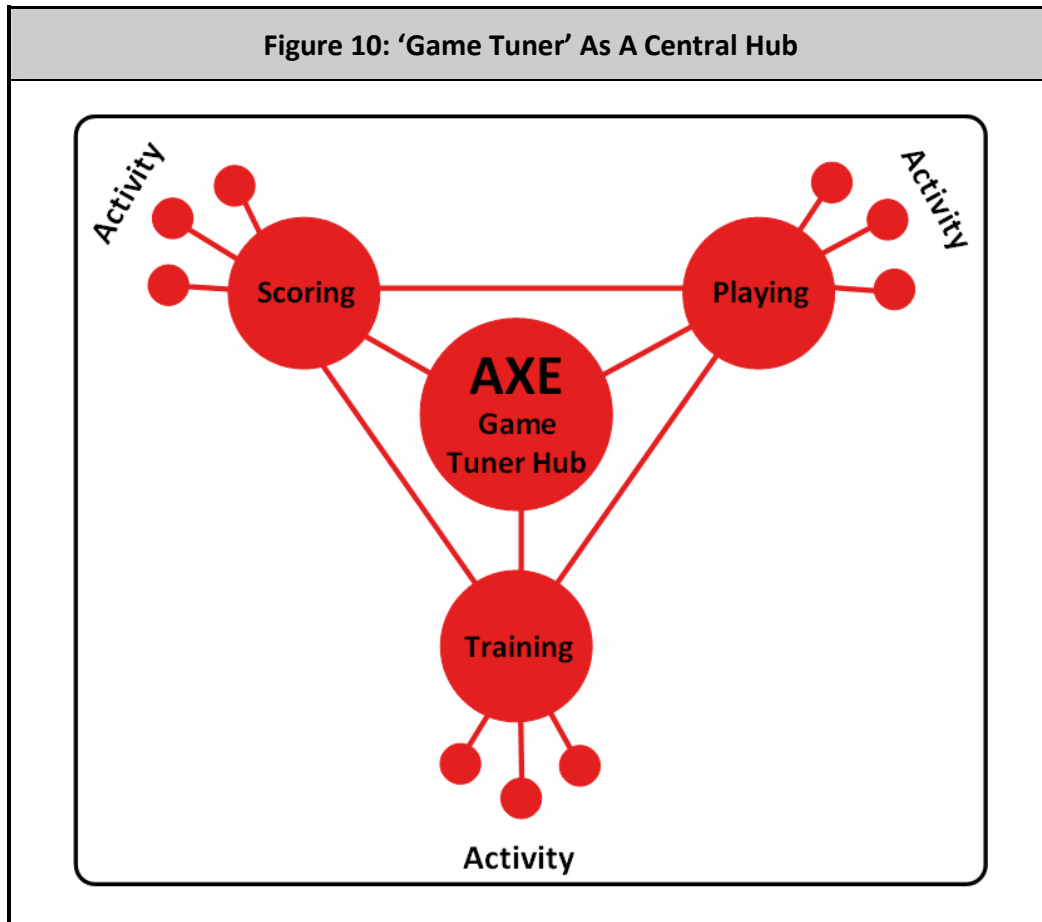 Figure 10: ‘Game Tuner’ As A Central Hub
Activity
Activity
Scoring
Playing
AXE
Game
Tuner Hub
Training
Activity